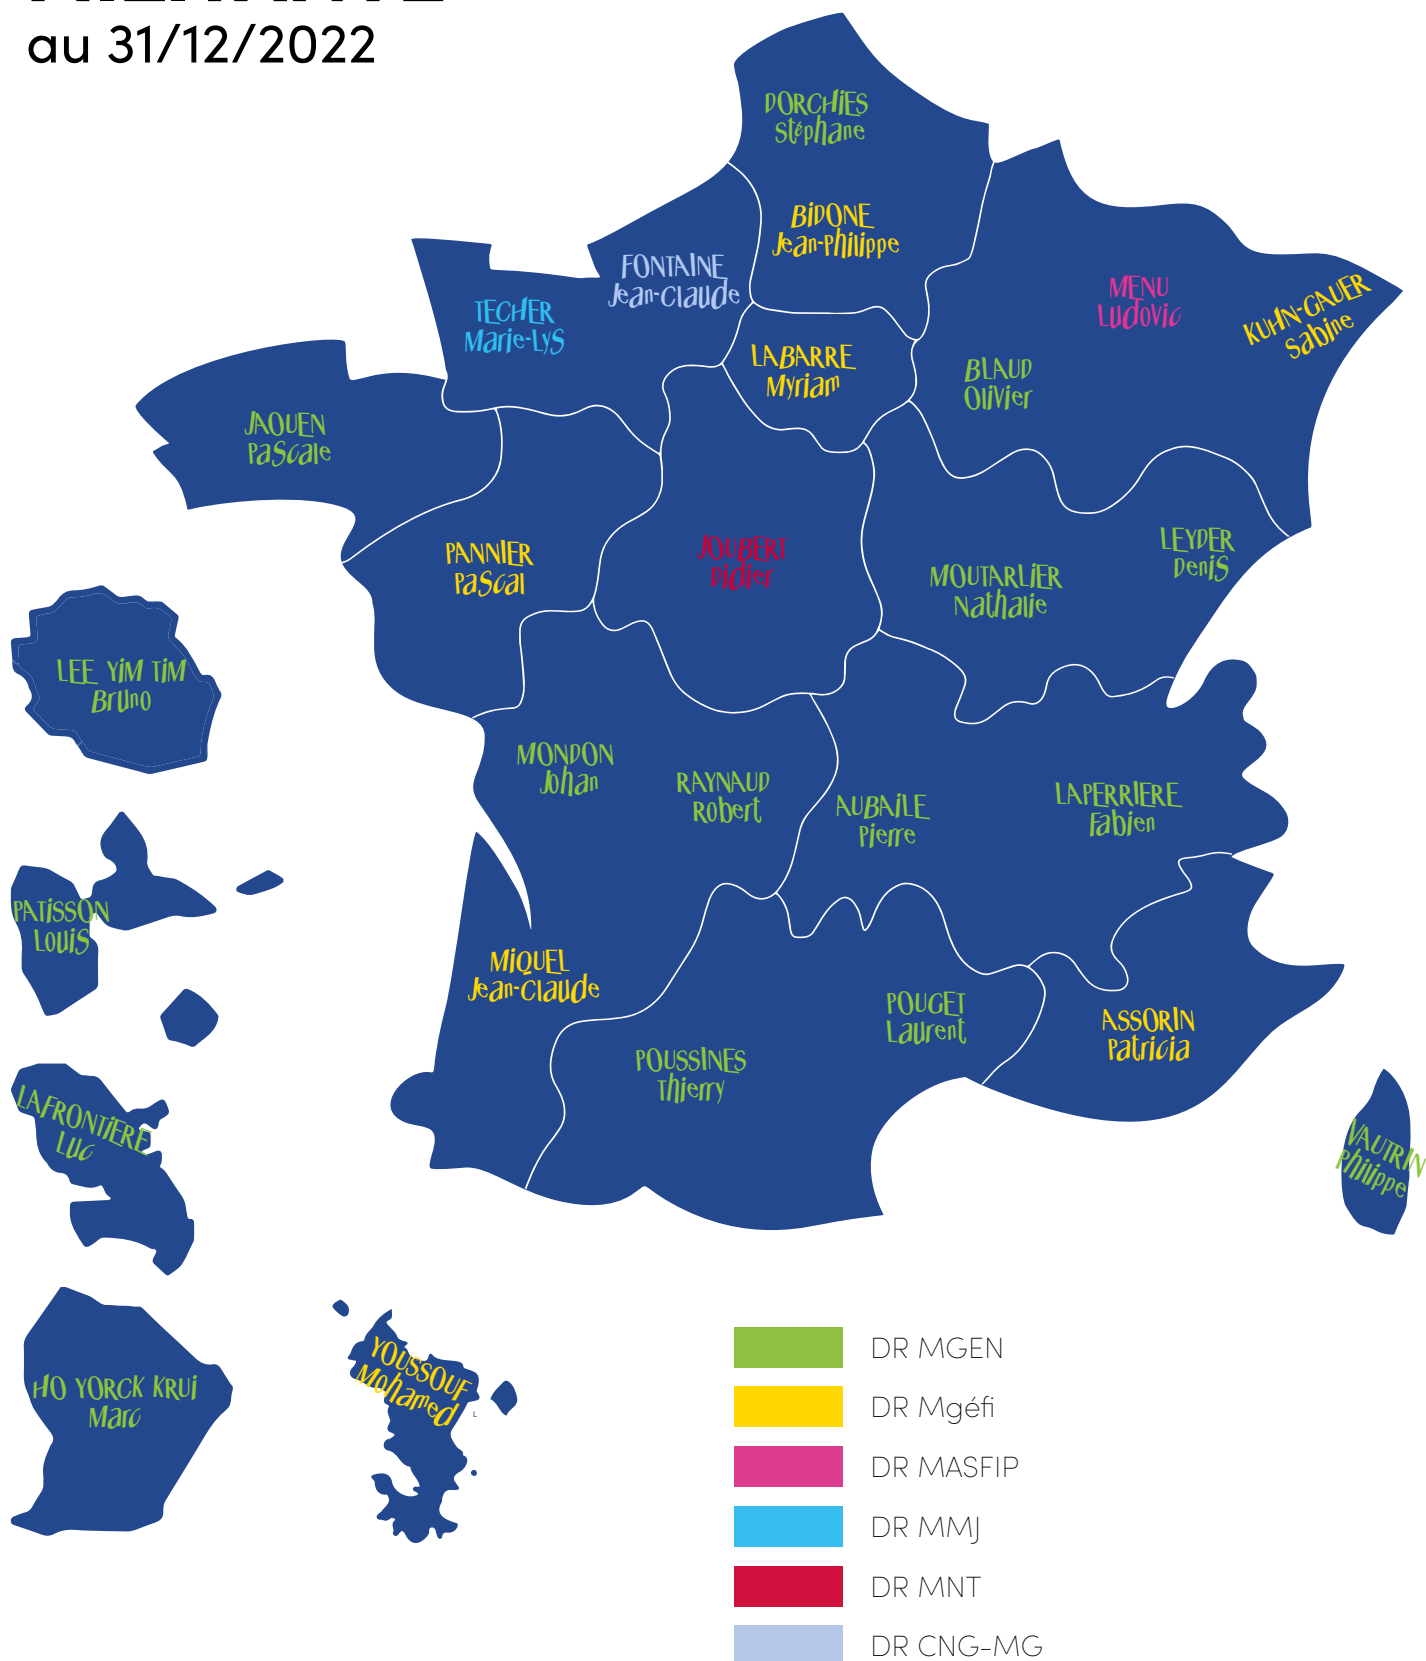 au 31/12/2022
DORCHiES
Stéphane
BiDONE
Jean-Philippe
FONTAINE
Jean-Claude
TECHER
Marie-Lys
MENU
Ludovic
KUHN-GAUER
Sabine
LABARRE
Myriam
BLAUD
Olivier
JAOUEN
Pascale
PANNIER
Pascal
JOUBERT
Didier
LEYDER
Denis
MOUTARLiER
Nathalie
LEE YiM TiM
Bruno
MONDON
Johan
RAYNAUD
Robert
AUBAiLE
Pierre
LAPERRIERE
Fabien
PATiSSON
Louis
MiQUEL
Jean-Claude
POUGET
Laurent
ASSORIN
Patricia
POUSSINES
Thierry
LAFRONTiERE
Luc
VAUTRIN
Philippe
HO YORCK KRUi
Marc
YOUSSOUF
Mohamed
L
DR MGEN
DR Mgéfi
DR MASFIP
DR MMJ
DR MNT
DR CNG-MG